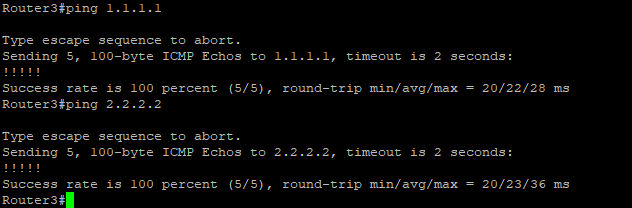 Router3#ping 1.1.1.1
Type escape sequence to abort.
Sending 5, 100-byte ICMP Echos to 1.1.1.1, timeout is 2 seconds:
!!!!!
Success rate is 100 percent (5/5), round-trip min/avg/max = 20/22/28 ms
Router3#ping 2.2.2.2
Type escape sequence to abort.
Sending 5, 100-byte ICMP Echos to 2.2.2.2, timeout is 2 seconds:
!!!!!
Success rate is 100 percent (5/5), round-trip min/avg/max = 20/23/36 ms
Router3#